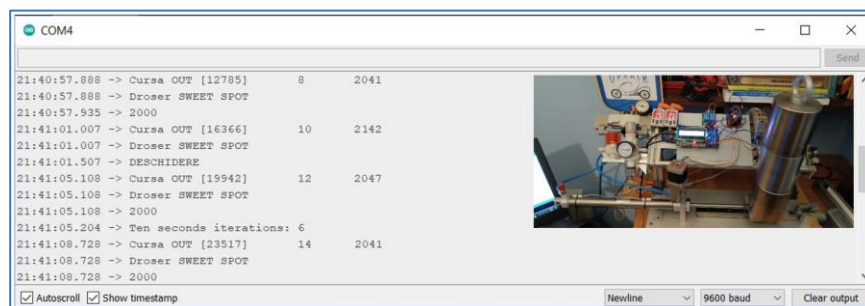 COM4
Send
21:40:57.888 -> Cursa OUT [12785] 8 2041
21:40:57.888 -> Droser SWEET SPOT
21:40:57.935 -> 2000
21:41:01.007 -> Cursa OUT [16366] 10 2142
21:41:01.007 -> Droser SWEET SPOT
21:41:01.507 -> DESCHIDERE
21:41:05.108 -> Cursa OUT [19942] 12 2047
21:41:05.108 -> Droser SWEET SPOT
21:41:05.108 -> 2000
21:41:05.204 -> Ten seconds iterations: 6
21:41:08.728 -> Cursa OUT [23517] 14 2041
21:41:08.728 -> Droser SWEET SPOT
21:41:08.728 -> 2000
Autoscroll Show timestamp Newline 9600 baud Clear output